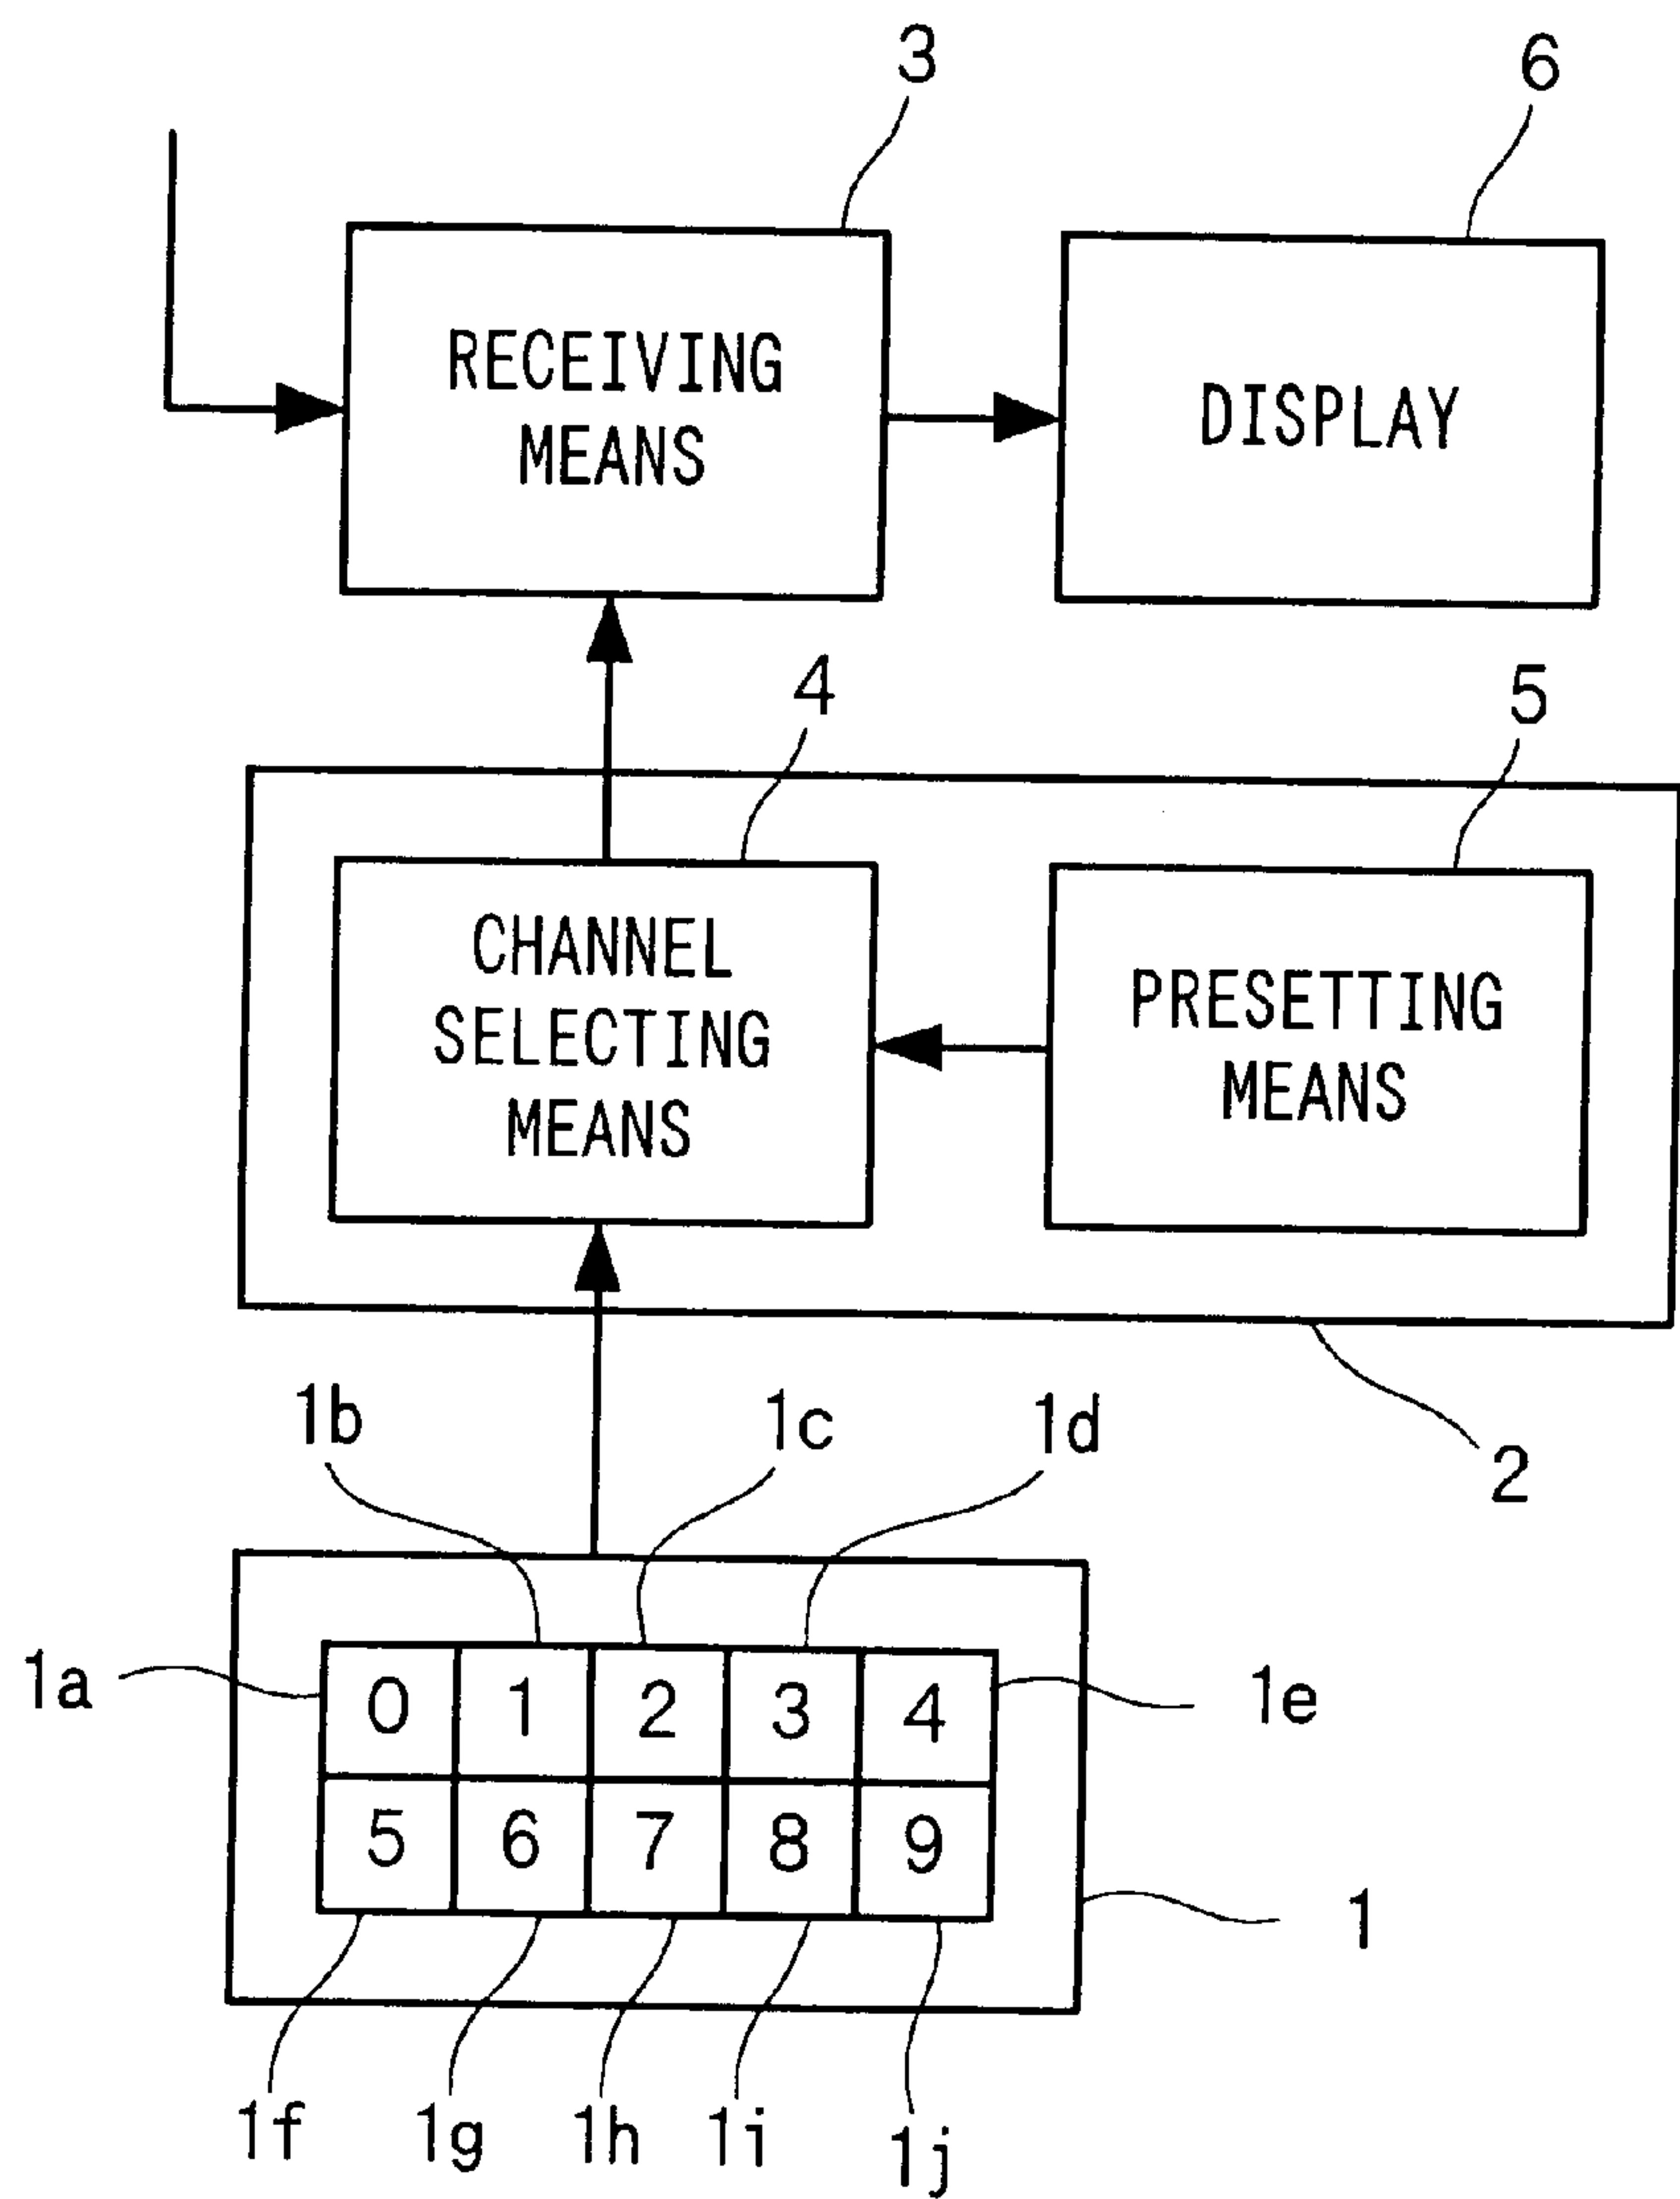 3
6
RECEIVING
MEANS
DISPLAY
4
5
CHANNEL
SELECTING
MEANS
PRESETTING
MEANS
2
1b
1c
1d
1a
0 1 2 3 4
1e
5 6 7 8 9
1
1f
1g
1h
1i
1j